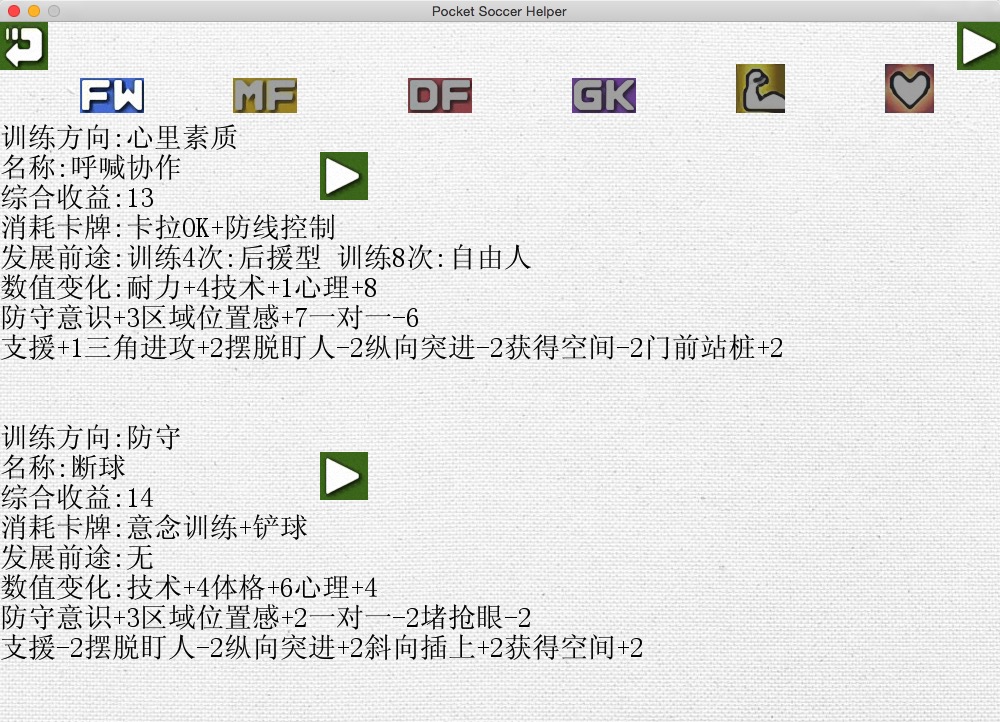 Pocket Soccer Helper
FW MF DF GK
训练方向:心里素质
名称:呼喊协作
综合收益:13
消耗卡牌:卡拉OK+防线控制
发展前途:训练4次:后援型 训练8次:自由人
数值变化:耐力+4技术+1心理+8
防守意识+3区域位置感+7一对一-6
支援+1三角进攻+2摆脱盯人-2纵向突进-2获得空间-2门前站桩+2
训练方向:防守
名称:断球
综合收益:14
消耗卡牌:意念训练+铲球
发展前途:无
数值变化:技术+4体格+6心理+4
防守意识+3区域位置感+2一对一-2堵抢眼-2
支援-2摆脱盯人-2纵向突进+2斜向插上+2获得空间+2